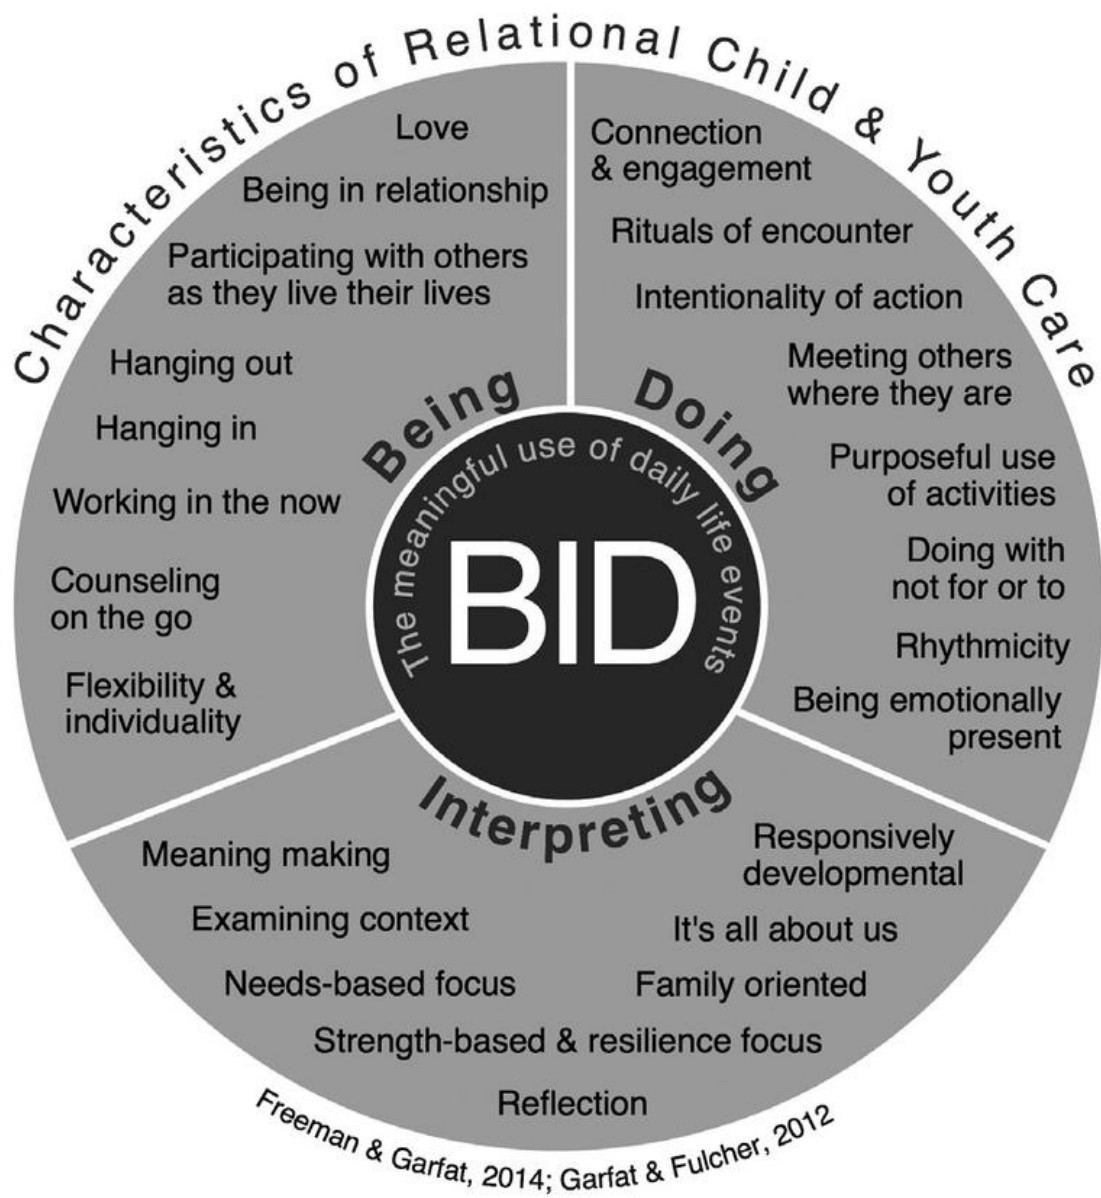 Characteristics of Relational Child & Youth Care
Being
Love
Being in relationship
Participating with others
as they live their lives
Hanging out
Hanging in
Working in the now
Counseling
on the go
Flexibility &
individuality
Doing
Connection
& engagement
Rituals of encounter
Intentionality of action
Meeting others
where they are
Purposeful use
of activities
Doing with
not for or to
Rhythmicity
Being emotionally
present
The meaningful use of daily life events
BID
Interpreting
Meaning making
Examining context
Needs-based focus
Strength-based & resilience focus
Reflection
Responsively
developmental
It's all about us
Family oriented
Freeman & Garfat, 2014; Garfat & Fulcher, 2012